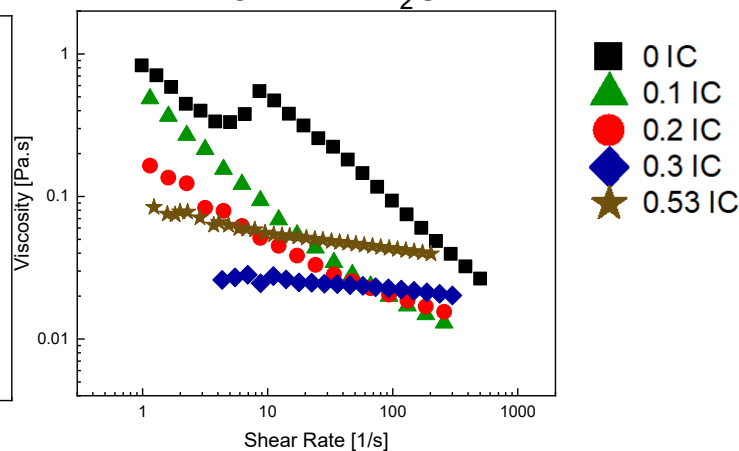 2
Viscosity [Pa.s]
1
0.1
0.01
1 10 100 1000
Shear Rate [1/s]
0 IC
0.1 IC
0.2 IC
0.3 IC
0.53 IC